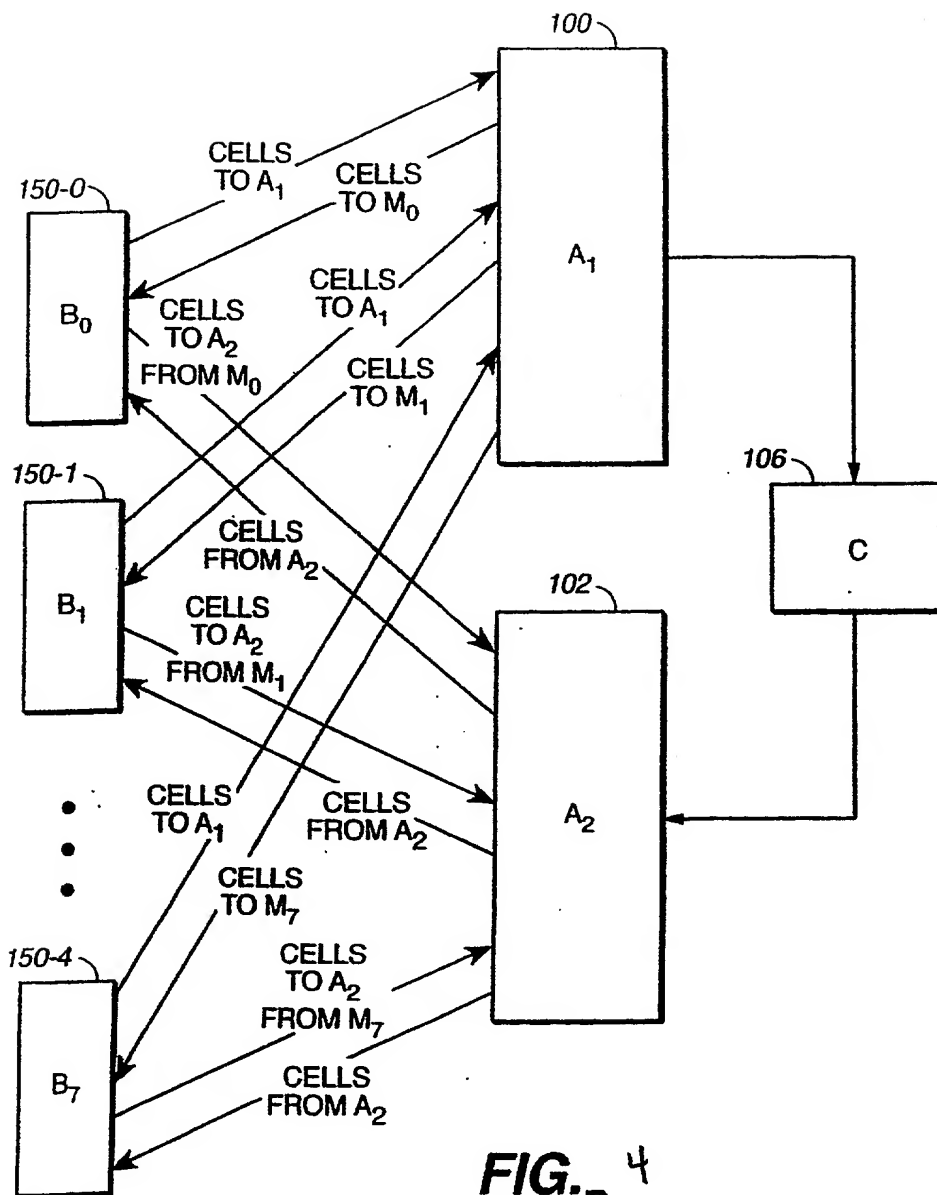 100
A1
CELLS
TO A1
CELLS
TO M0
150-0
B0
CELLS
TO A2
FROM M0
CELLS
TO A1
CELLS
TO M1
150-1
B1
CELLS
FROM A2
106
C
102
A2
CELLS
TO A2
FROM M1
CELLS
TO A1
CELLS
FROM A2
CELLS
TO M7
150-4
B7
CELLS
TO A2
FROM M7
CELLS
FROM A2
FIG._ 4